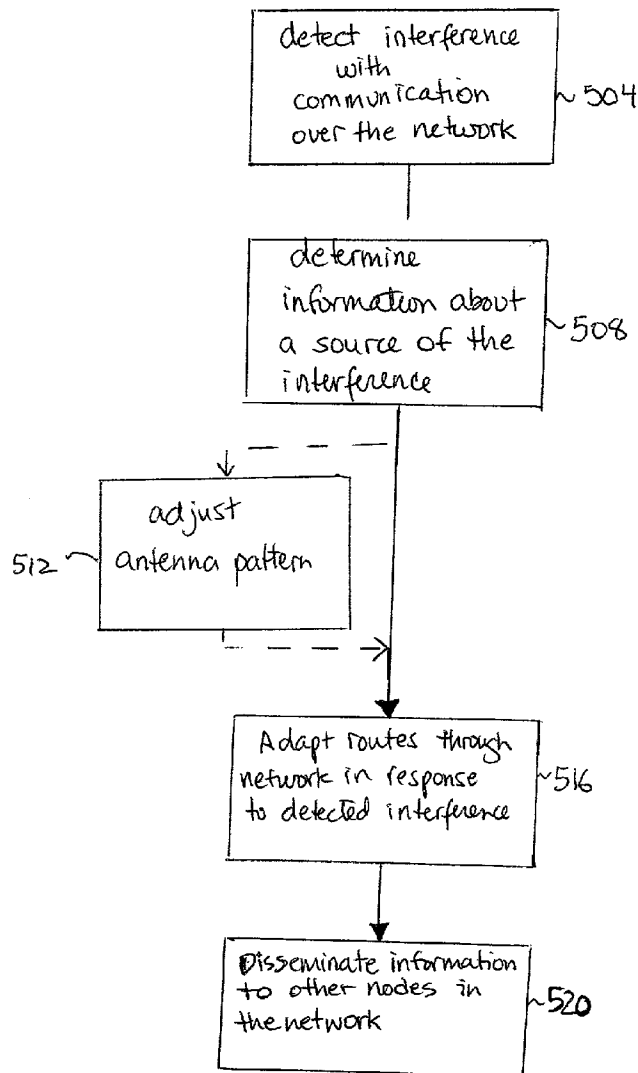 detect interference
with
communication
over the network
504
determine
information about
a source of the
interference
508
adjust
antenna pattern
512
Adapt routes through
network in response
to detected interference
516
Disseminate information
to other nodes in
the network
520